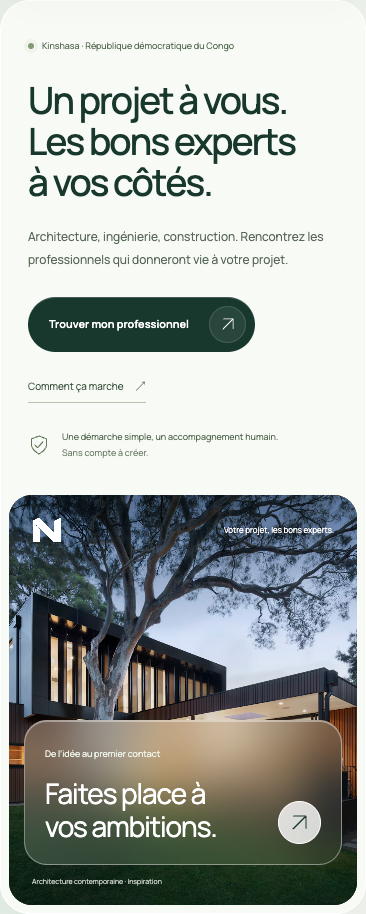 Kinshasa · République démocratique du Congo
Un projet à vous.
Les bons experts
à vos côtés.
Architecture, ingénierie, construction. Rencontrez les
professionnels qui donneront vie à votre projet.
Trouver mon professionnel
Comment ça marche
Une démarche simple, un accompagnement humain.
Sans compte à créer.
N
Votre projet, les bons experts.
De l'idée au premier contact
Faites place à
vos ambitions.
Architecture contemporaine · Inspiration